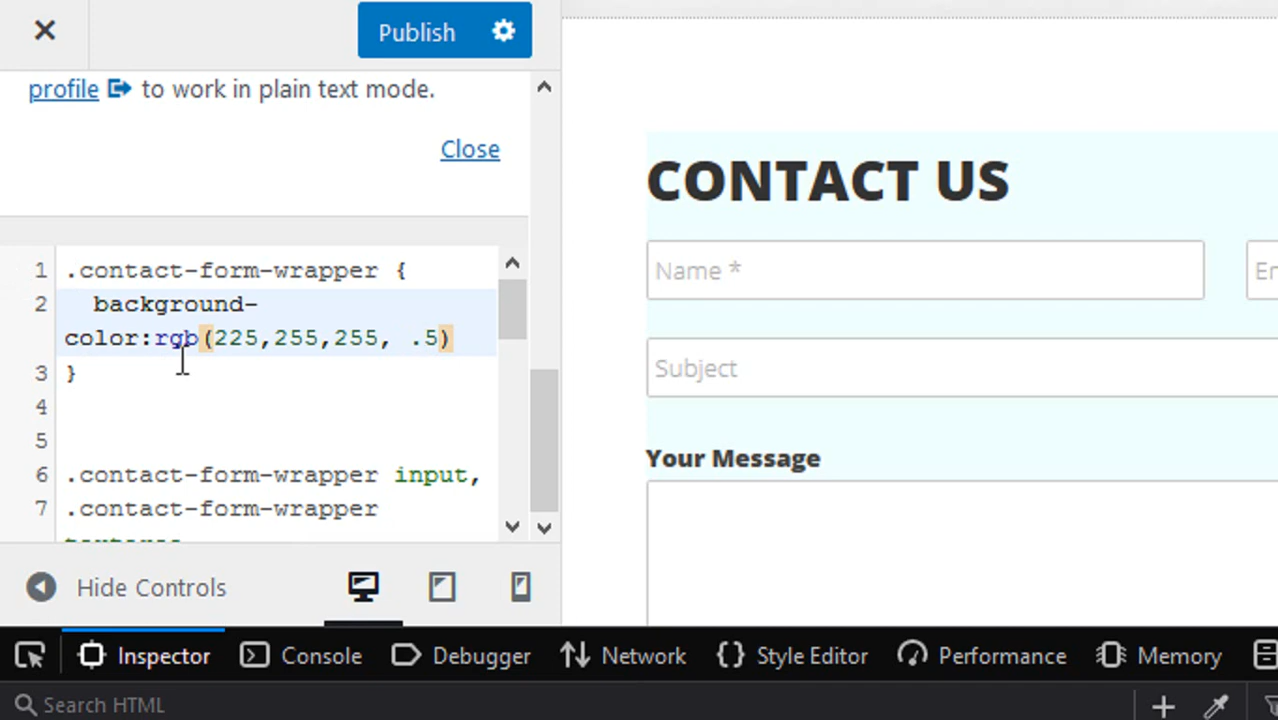 Publish
profile to work in plain text mode.
Close
1 .contact-form-wrapper {
2 background-
color:rgb(225,255,255, .5)
3 }
4
5
6 .contact-form-wrapper input,
7 .contact-form-wrapper
Hide Controls
CONTACT US
Name *
Subject
Your Message
Inspector Console Debugger Network Style Editor Performance Memory
Search HTML